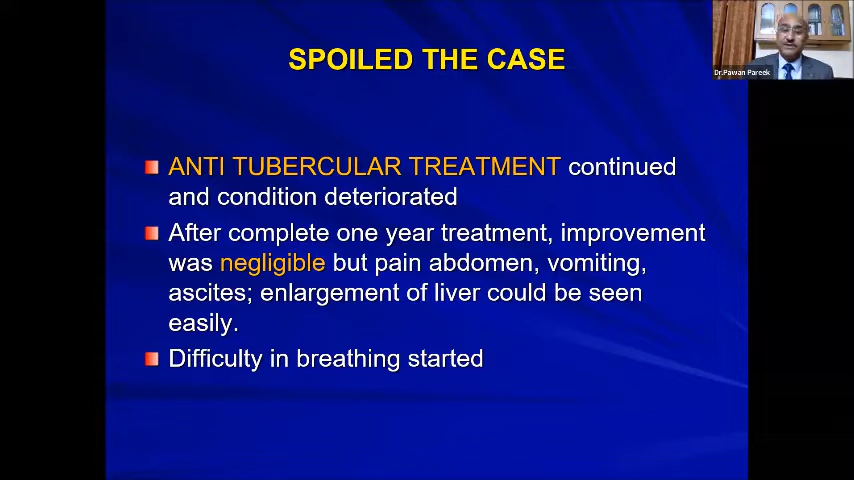 SPOILED THE CASE
Dr.Pawan Pareek
ANTI TUBERCULAR TREATMENT continued
and condition deteriorated
After complete one year treatment, improvement
was negligible but pain abdomen, vomiting,
ascites; enlargement of liver could be seen
easily.
Difficulty in breathing started